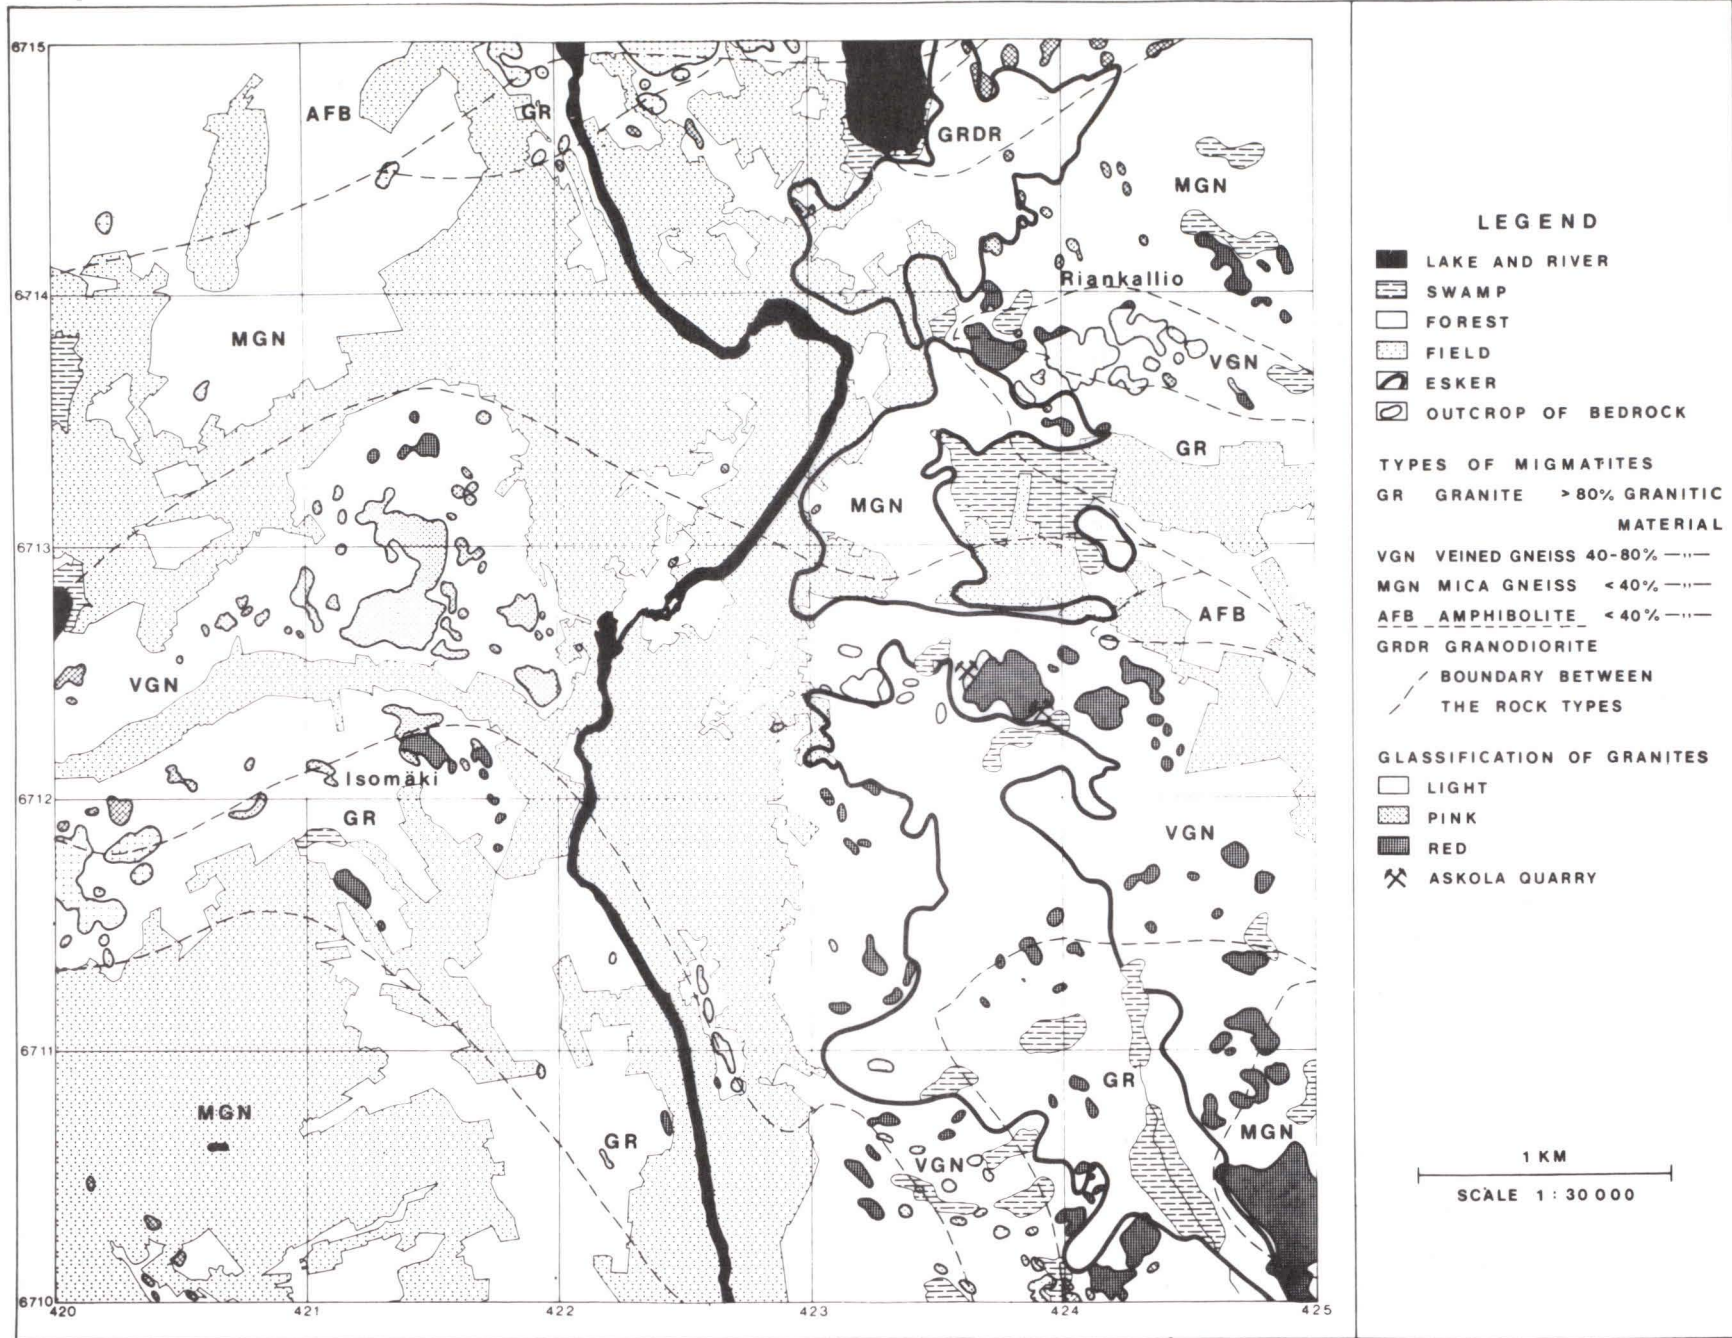 6715
AFB
GR
GRDR
MGN
6714
Riankallio
MGN
VGN
GR
MGN
6713
AFB
VGN
Isomäki
6712
GR
VGN
6711
GR
MGN
MGN
GR
VGN
6710
420
421
422
423
424
425
LEGEND
LAKE AND RIVER
SWAMP
FOREST
FIELD
ESKER
OUTCROP OF BEDROCK
TYPES OF MIGMATITES
GR GRANITE >80% GRANITIC
MATERIAL
VGN VEINED GNEISS 40-80% —"—
MGN MICA GNEISS <40% —"—
AFB AMPHIBOLITE <40% —"—
GRDR GRANODIORITE
BOUNDARY BETWEEN
THE ROCK TYPES
GLASSIFICATION OF GRANITES
LIGHT
PINK
RED
ASKOLA QUARRY
1 KM
SCALE 1:30000